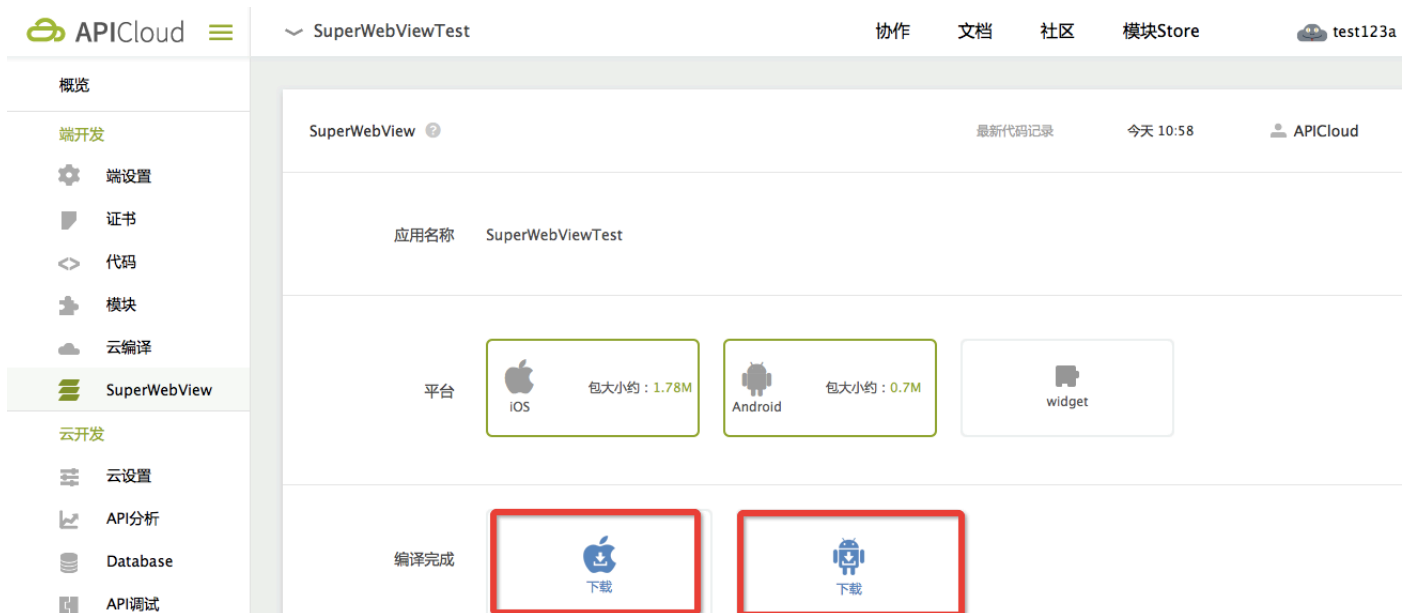 APICloud
SuperWebViewTest
协作
文档
社区
模块Store
test123a
概览
端开发
端设置
证书
代码
模块
云编译
SuperWebView
云开发
云设置
API分析
Database
API调试
SuperWebView ?
最新代码记录
今天 10:58
APICloud
应用名称
SuperWebViewTest
平台
iOS
包大小约：1.78M
Android
包大小约：0.7M
widget
编译完成
下载
下载